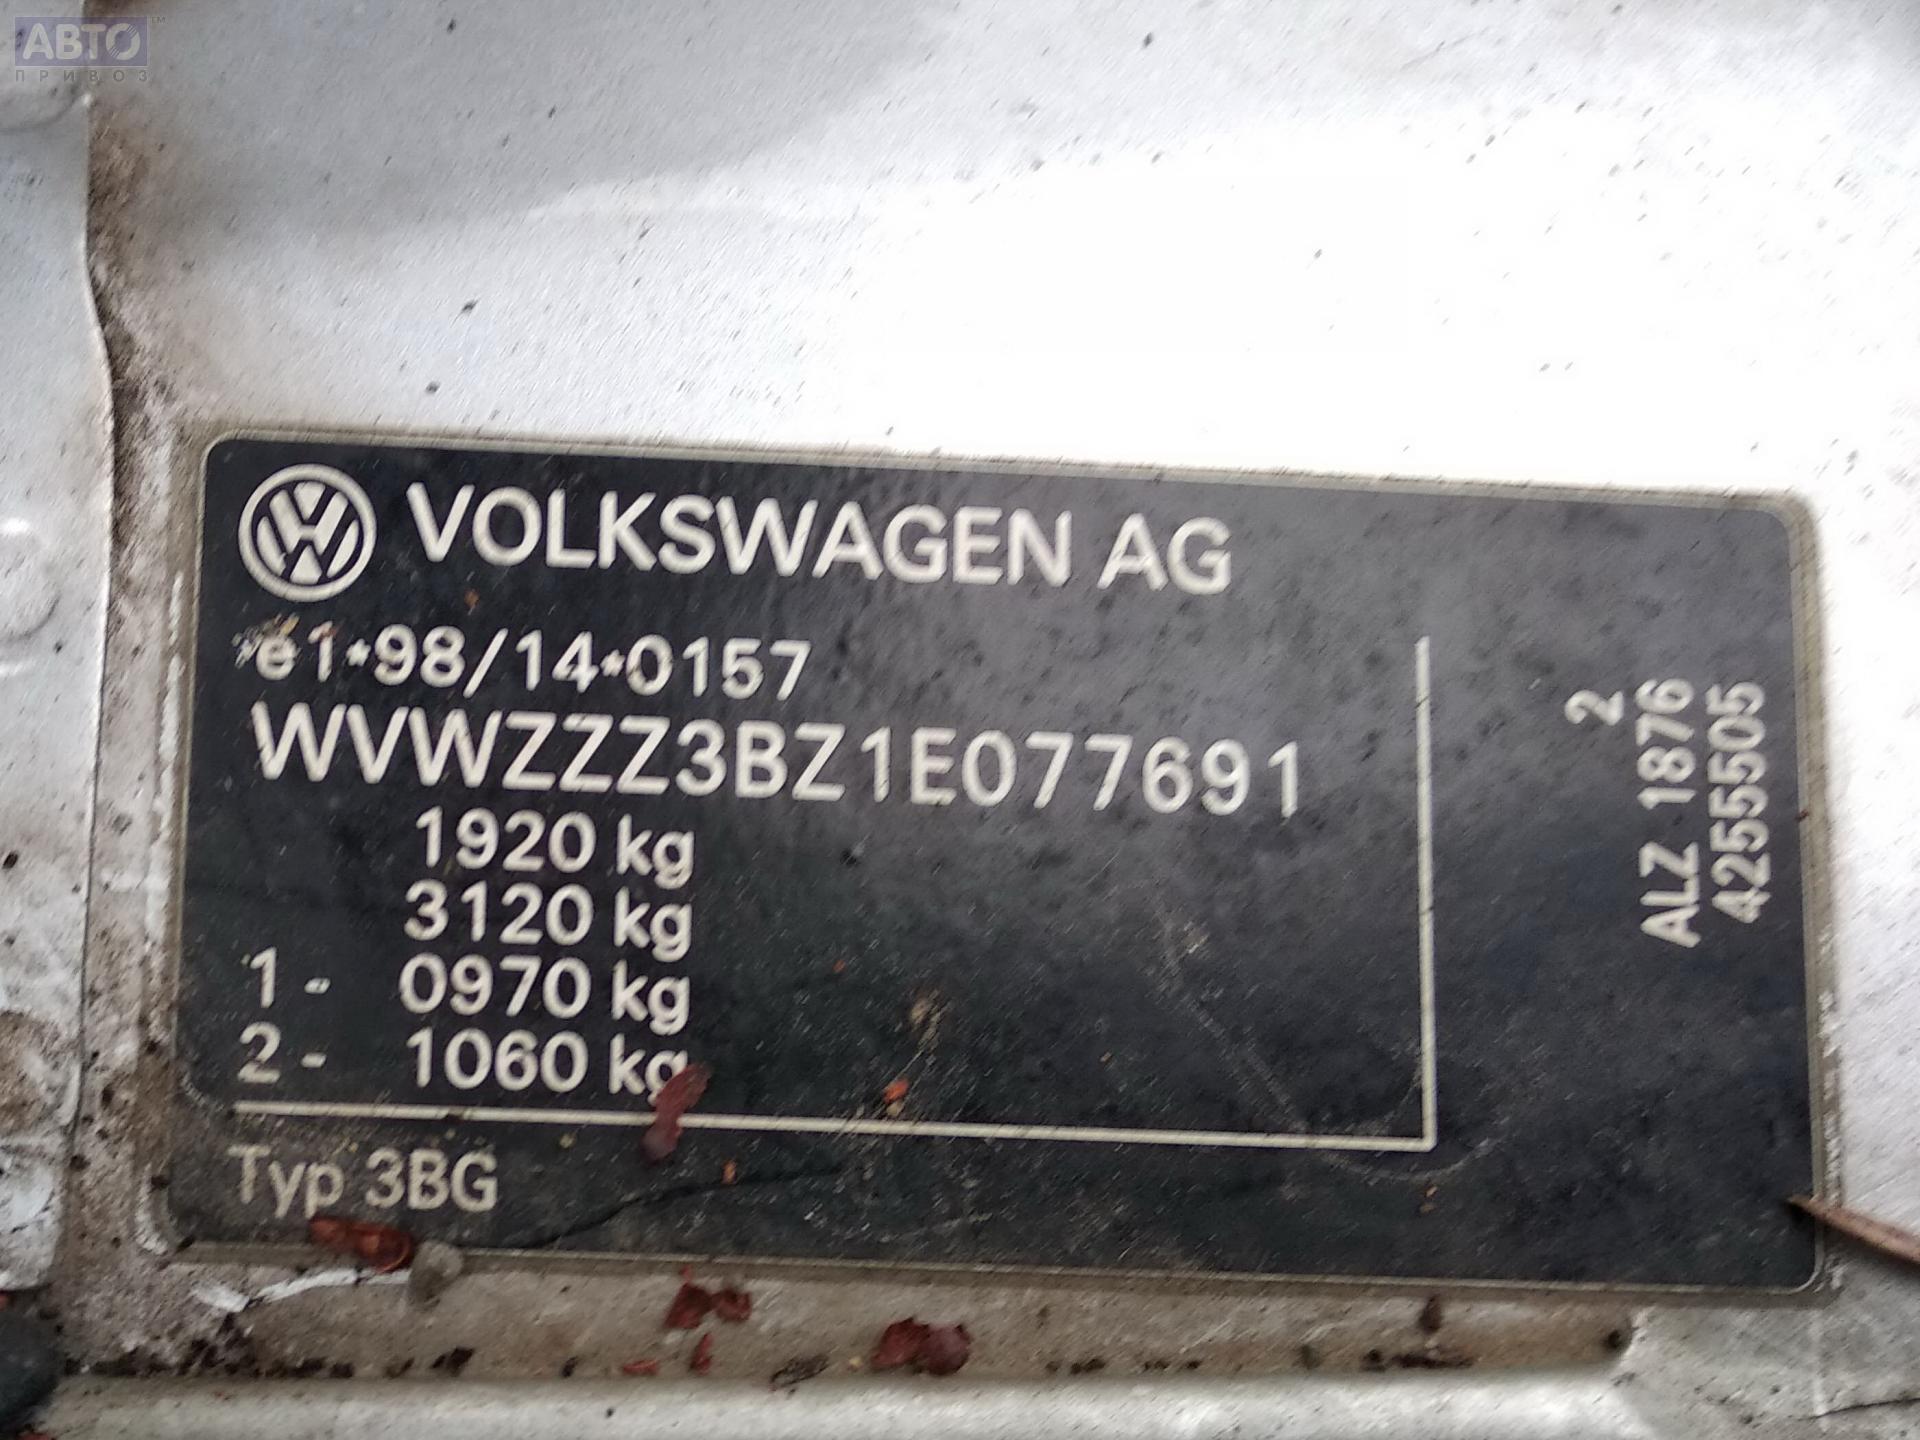 АВТО™
ПРИВОЗ
VOLKSWAGEN AG
*e1*98/14*0157
WVWZZZ3BZ1E077691
1920 kg
3120 kg
1- 0970 kg
2- 1060 kg
Typ 3BG
2
ALZ 1876
4255505